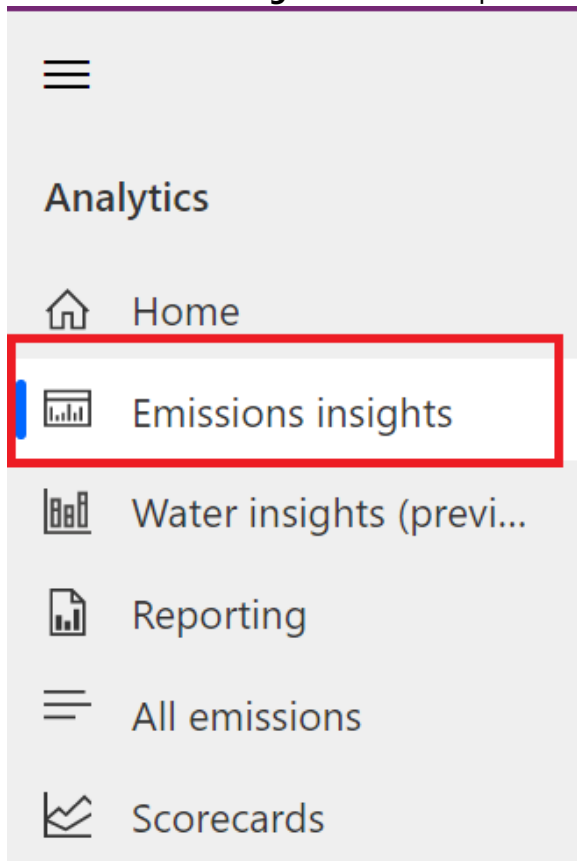 Analytics
Home
Emissions insights
Water insights (previ...
Reporting
All emissions
Scorecards